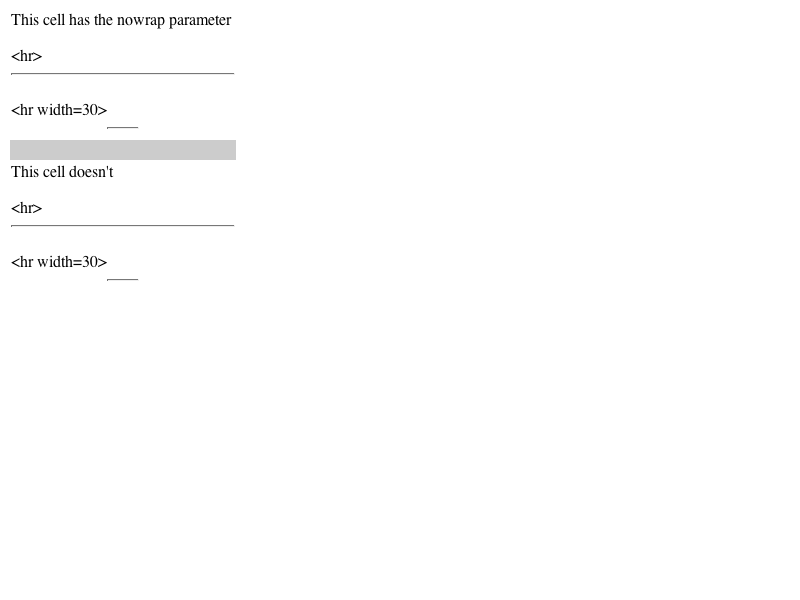 This cell has the nowrap parameter
<hr>
<hr width=30>
This cell doesn't
<hr>
<hr width=30>